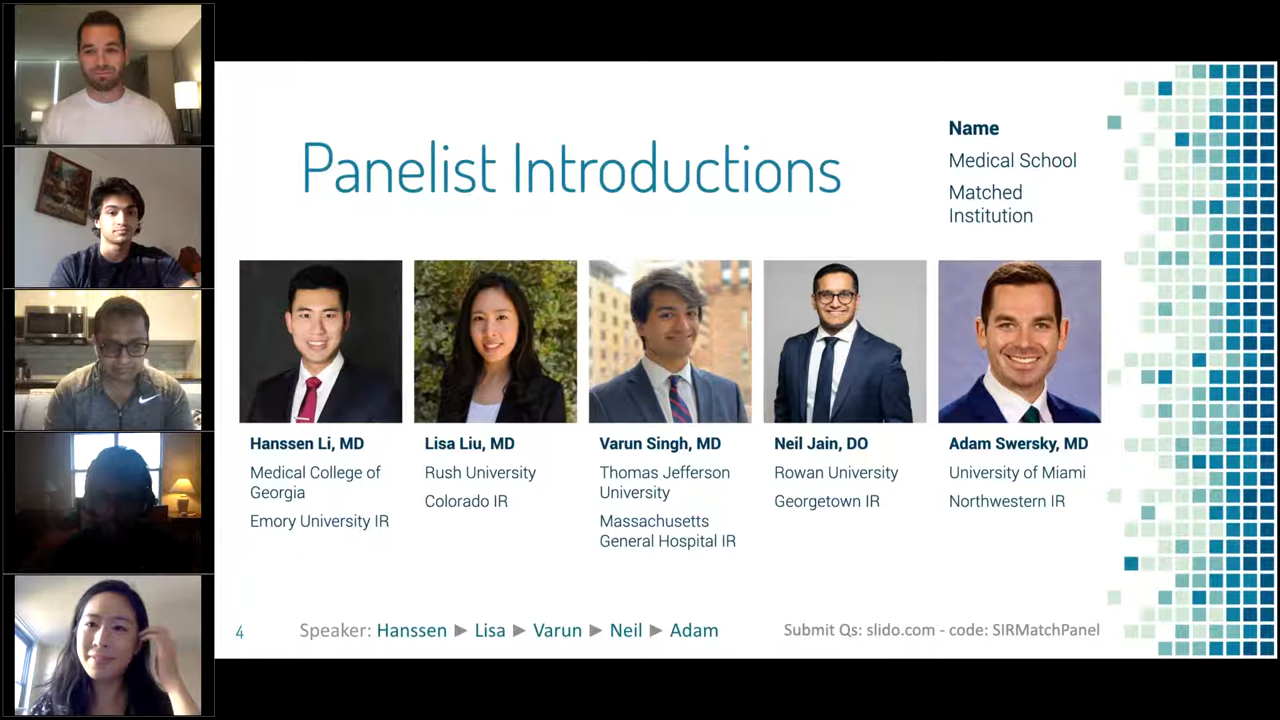 Panelist Introductions
Name
Medical School
Matched
Institution
Hanssen Li, MD
Medical College of
Georgia
Emory University IR
Lisa Liu, MD
Rush University
Colorado IR
Varun Singh, MD
Thomas Jefferson
University
Massachusetts
General Hospital IR
Neil Jain, DO
Rowan University
Georgetown IR
Adam Swersky, MD
University of Miami
Northwestern IR
4
Speaker: Hanssen ▶ Lisa ▶ Varun ▶ Neil ▶ Adam
Submit Qs: slido.com - code: SIRMatchPanel